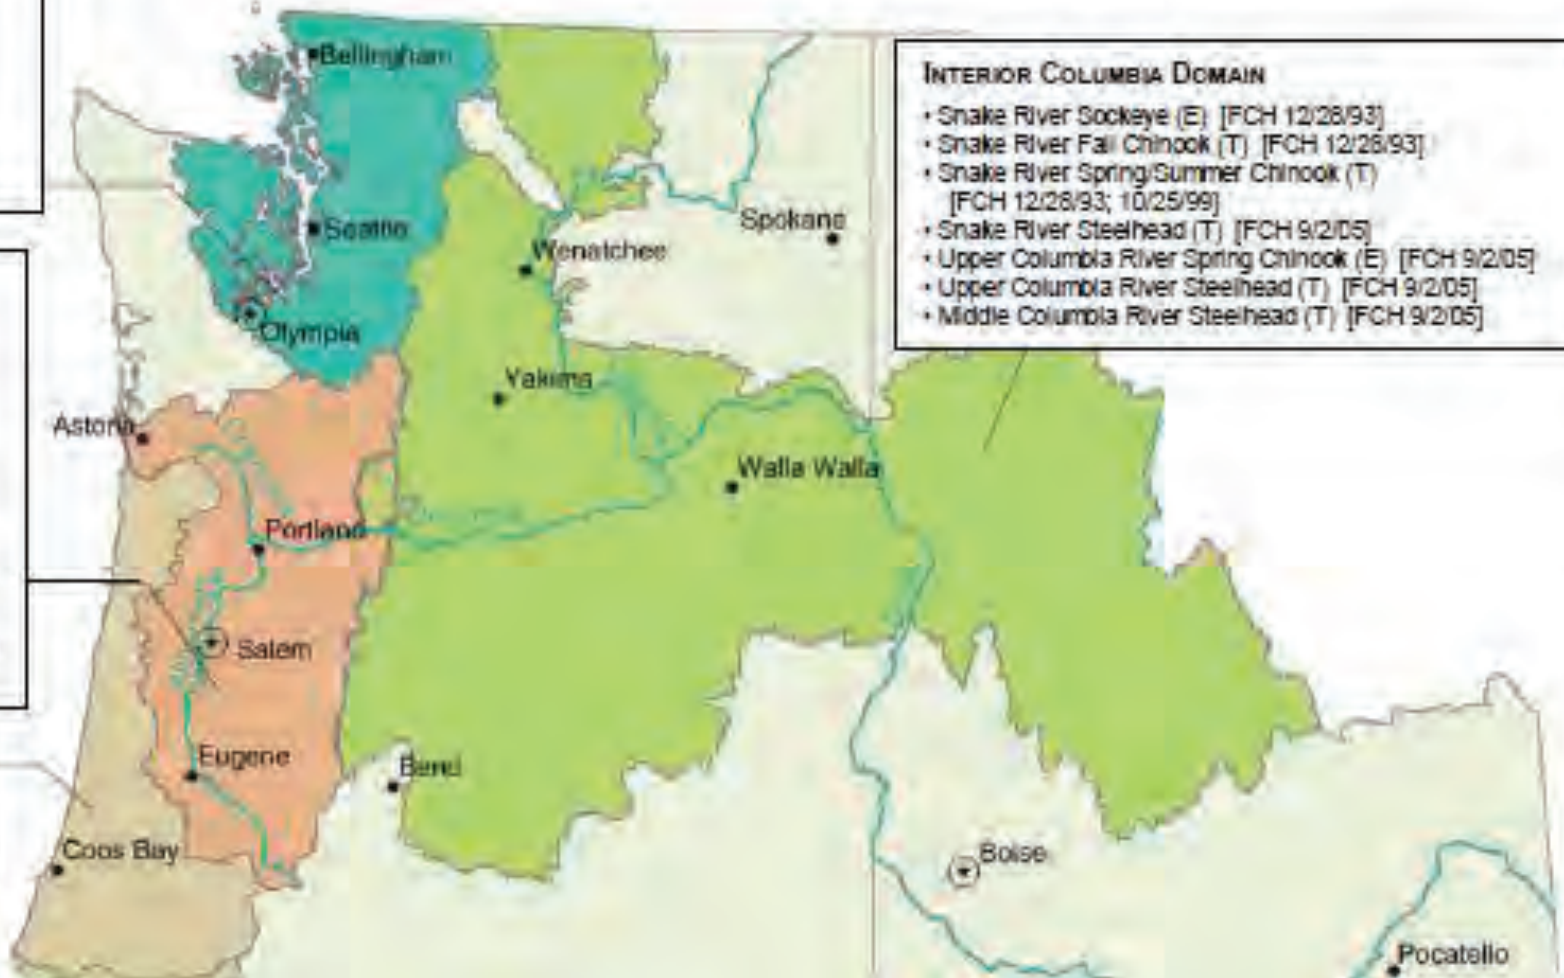 Bellingham
INTERIOR COLUMBIA DOMAIN
• Snake River Sockeye (E) [FCH 12/28/93]
• Snake River Fall Chinook (T) [FCH 12/28/93]
• Snake River Spring/Summer Chinook (T)
[FCH 12/28/93; 10/25/99]
• Snake River Steelhead (T) [FCH 9/2/05]
• Upper Columbia River Spring Chinook (E) [FCH 9/2/05]
• Upper Columbia River Steelhead (T) [FCH 9/2/05]
• Middle Columbia River Steelhead (T) [FCH 9/2/05]
Seattle
Spokane
Wenatchee
Olympia
Yakima
Astoria
Walla Walla
Portland
Salem
Eugene
Bend
Coos Bay
Boise
Pocatello